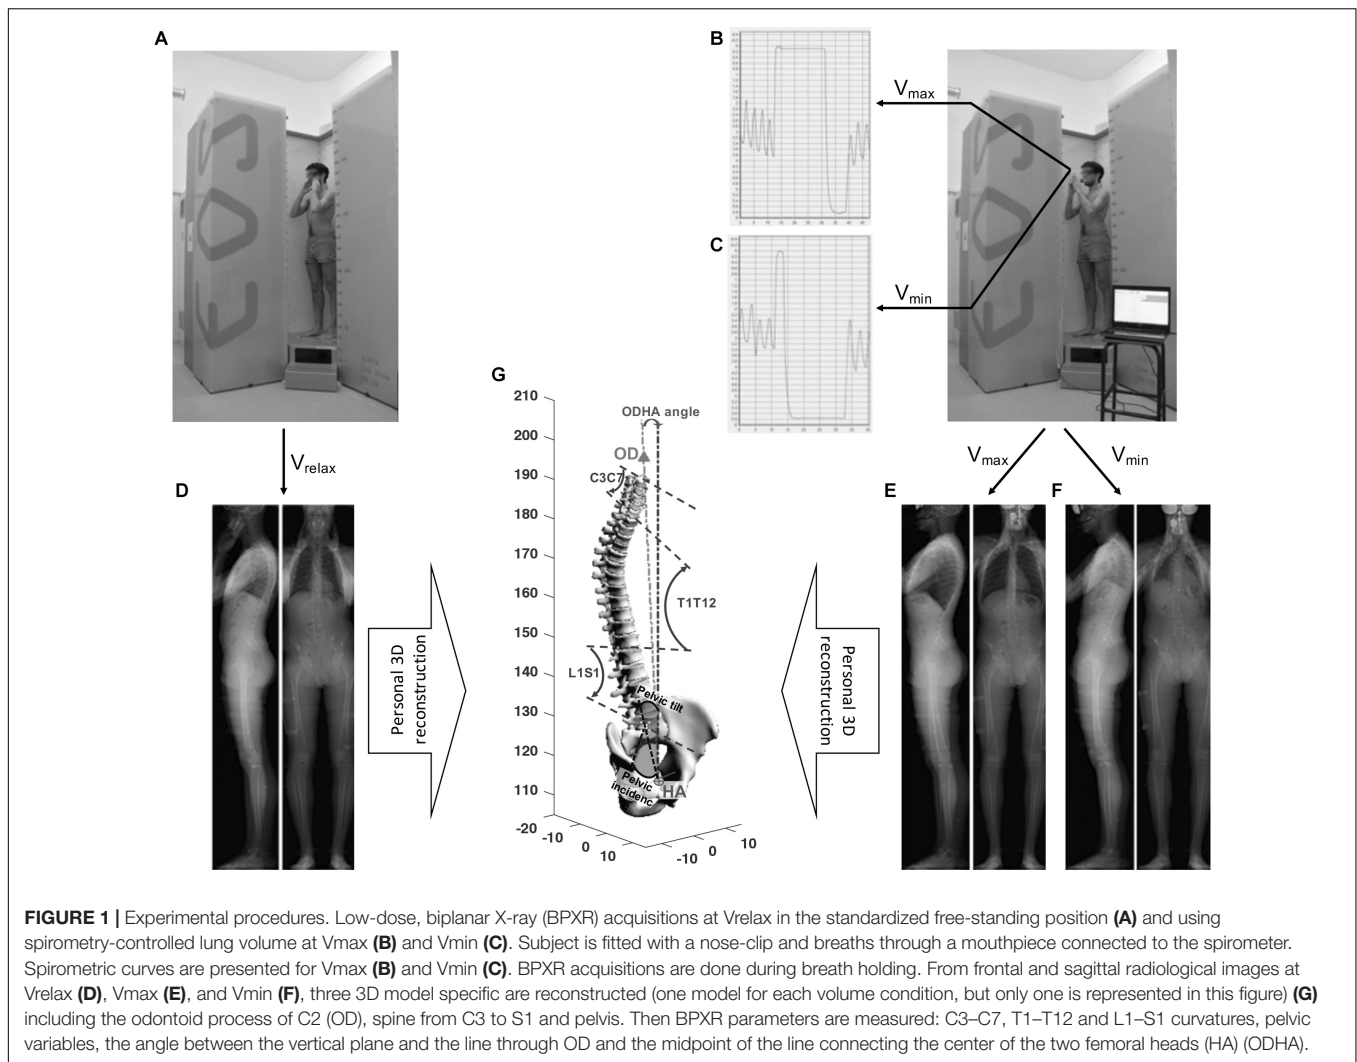 A
EOS
V_relax
B
V_max
C
V_min
EOS
D
Personal 3D
reconstruction
G
210
200
190
180
170
160
150
140
130
120
110
-20
-10
0
10
-10
0
10
ODHA angle
OD
C3C7
T1T12
L1S1
Pelvic tilt
Pelvic
incidenc
HA
V_max
V_min
E
F
Personal 3D
reconstruction
FIGURE 1 | Experimental procedures. Low-dose, biplanar X-ray (BPXR) acquisitions at Vrelax in the standardized free-standing position (A) and using
spirometry-controlled lung volume at Vmax (B) and Vmin (C). Subject is fitted with a nose-clip and breaths through a mouthpiece connected to the spirometer.
Spirometric curves are presented for Vmax (B) and Vmin (C). BPXR acquisitions are done during breath holding. From frontal and sagittal radiological images at
Vrelax (D), Vmax (E), and Vmin (F), three 3D model specific are reconstructed (one model for each volume condition, but only one is represented in this figure) (G)
including the odontoid process of C2 (OD), spine from C3 to S1 and pelvis. Then BPXR parameters are measured: C3–C7, T1–T12 and L1–S1 curvatures, pelvic
variables, the angle between the vertical plane and the line through OD and the midpoint of the line connecting the center of the two femoral heads (HA) (ODHA).